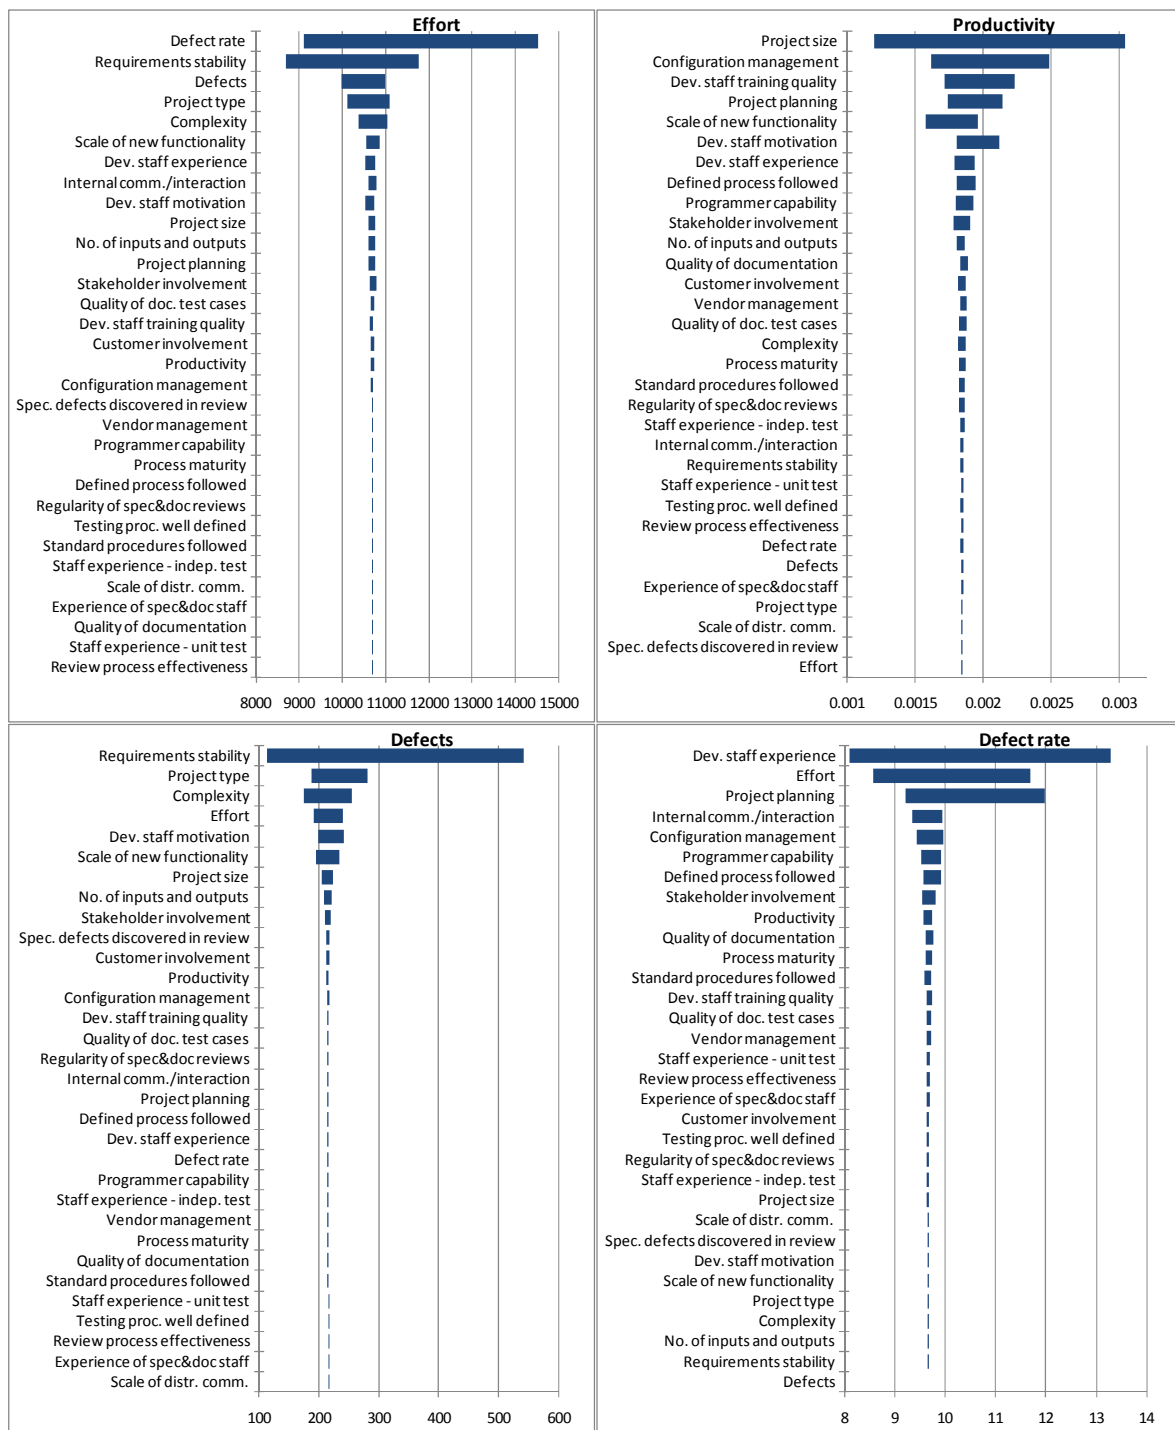 Effort
Defect rate
Requirements stability
Defects
Project type
Complexity
Scale of new functionality
Dev. staff experience
Internal comm./interaction
Dev. staff motivation
Project size
No. of inputs and outputs
Project planning
Stakeholder involvement
Quality of doc. test cases
Dev. staff training quality
Customer involvement
Productivity
Configuration management
Spec. defects discovered in review
Vendor management
Programmer capability
Process maturity
Defined process followed
Regularity of spec&doc reviews
Testing proc. well defined
Standard procedures followed
Staff experience - indep. test
Scale of distr. comm.
Experience of spec&doc staff
Quality of documentation
Staff experience - unit test
Review process effectiveness
8000 9000 10000 11000 12000 13000 14000 15000
Productivity
Project size
Configuration management
Dev. staff training quality
Project planning
Scale of new functionality
Dev. staff motivation
Dev. staff experience
Defined process followed
Programmer capability
Stakeholder involvement
No. of inputs and outputs
Quality of documentation
Customer involvement
Vendor management
Quality of doc. test cases
Complexity
Process maturity
Standard procedures followed
Regularity of spec&doc reviews
Staff experience - indep. test
Internal comm./interaction
Requirements stability
Staff experience - unit test
Testing proc. well defined
Review process effectiveness
Defect rate
Defects
Experience of spec&doc staff
Project type
Scale of distr. comm.
Spec. defects discovered in review
Effort
0.001 0.0015 0.002 0.0025 0.003
Defects
Requirements stability
Project type
Complexity
Effort
Dev. staff motivation
Scale of new functionality
Project size
No. of inputs and outputs
Stakeholder involvement
Spec. defects discovered in review
Customer involvement
Productivity
Configuration management
Dev. staff training quality
Quality of doc. test cases
Regularity of spec&doc reviews
Internal comm./interaction
Project planning
Defined process followed
Dev. staff experience
Defect rate
Programmer capability
Staff experience - indep. test
Vendor management
Process maturity
Quality of documentation
Standard procedures followed
Staff experience - unit test
Testing proc. well defined
Review process effectiveness
Experience of spec&doc staff
Scale of distr. comm.
100 200 300 400 500 600
Defect rate
Dev. staff experience
Effort
Project planning
Internal comm./interaction
Configuration management
Programmer capability
Defined process followed
Stakeholder involvement
Productivity
Quality of documentation
Process maturity
Standard procedures followed
Dev. staff training quality
Quality of doc. test cases
Vendor management
Staff experience - unit test
Review process effectiveness
Experience of spec&doc staff
Customer involvement
Testing proc. well defined
Regularity of spec&doc reviews
Staff experience - indep. test
Project size
Scale of distr. comm.
Spec. defects discovered in review
Dev. staff motivation
Scale of new functionality
Project type
Complexity
No. of inputs and outputs
Requirements stability
Defects
8 9 10 11 12 13 14